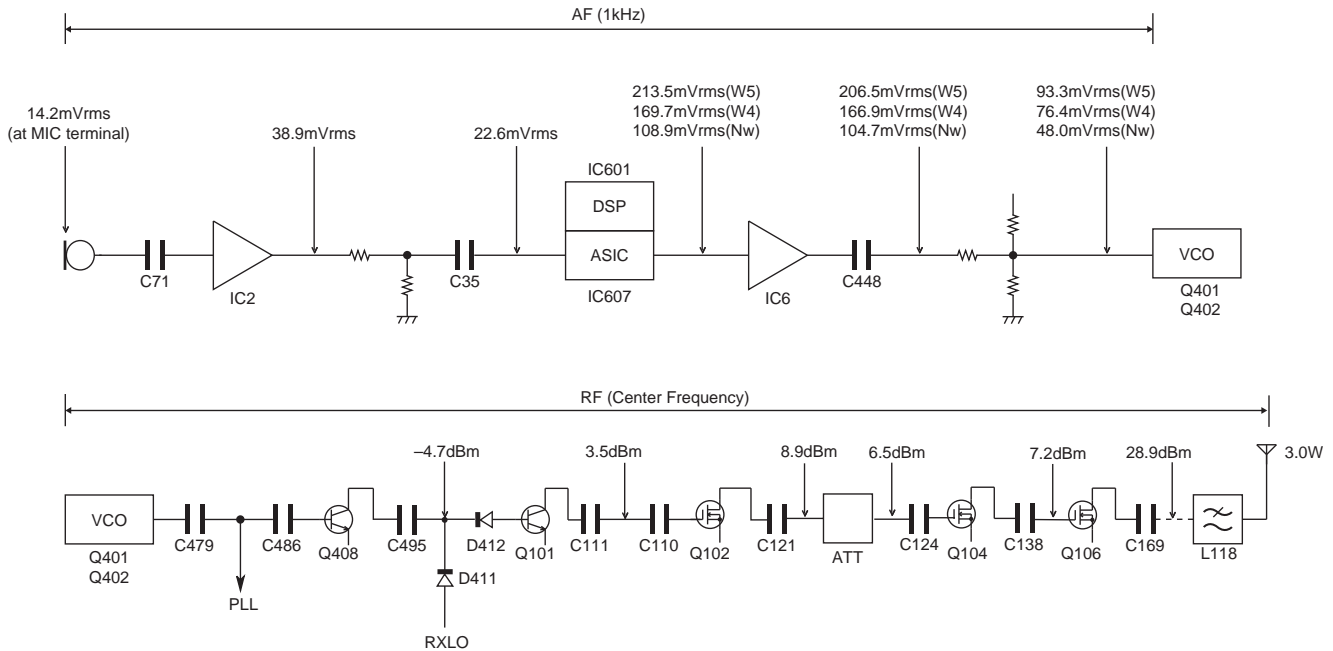 AF (1kHz)
14.2mVrms
(at MIC terminal)
38.9mVrms
22.6mVrms
213.5mVrms(W5)
169.7mVrms(W4)
108.9mVrms(Nw)
206.5mVrms(W5)
166.9mVrms(W4)
104.7mVrms(Nw)
93.3mVrms(W5)
76.4mVrms(W4)
48.0mVrms(Nw)
IC601
DSP
ASIC
IC607
C71
IC2
C35
IC6
C448
VCO
Q401
Q402
RF (Center Frequency)
–4.7dBm
3.5dBm
8.9dBm
6.5dBm
7.2dBm
28.9dBm
3.0W
VCO
Q401
Q402
C479
PLL
C486
Q408
C495
D412
D411
RXLO
Q101
C111
C110
Q102
C121
ATT
C124
Q104
C138
Q106
C169
L118